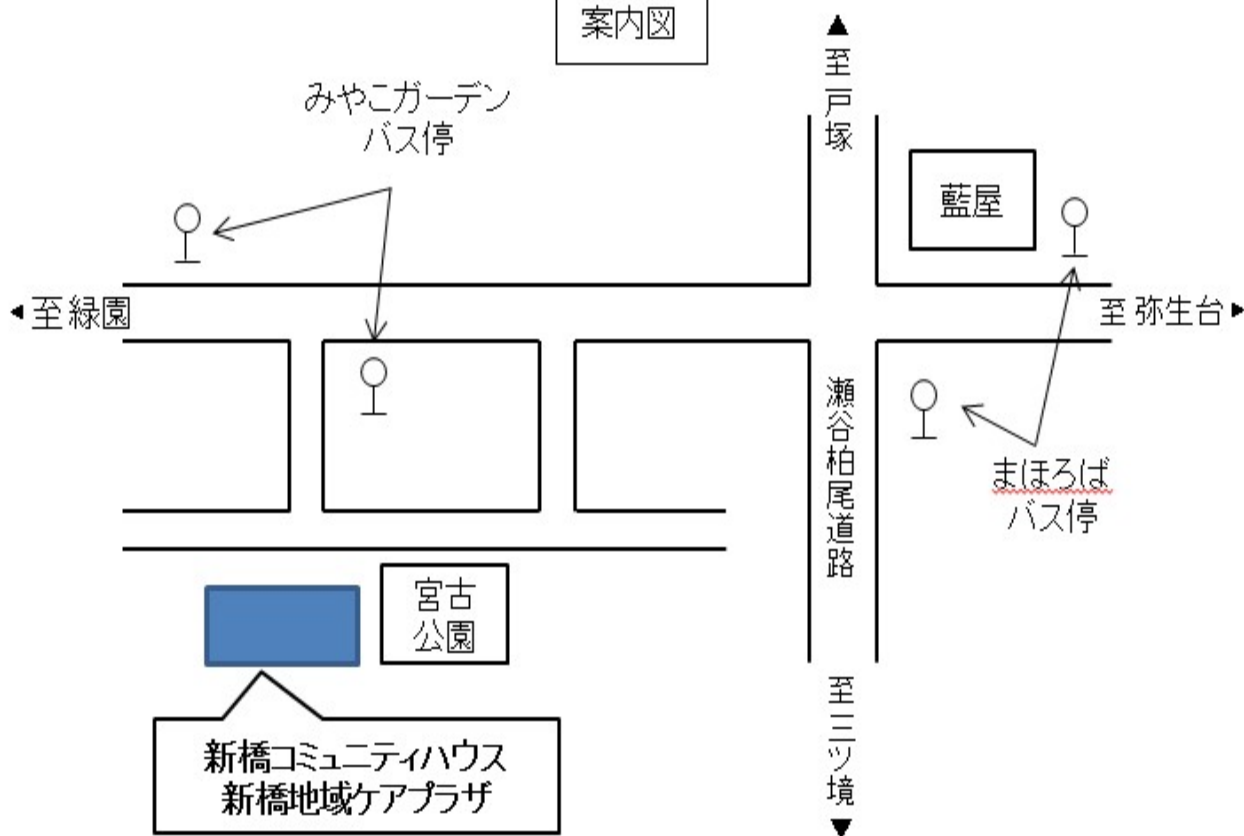 案内図
▲
至戸塚
みやこガーデン
バス停
藍屋
◀至緑園
至弥生台▶
瀬谷柏尾道路
まほろば
バス停
宮古
公園
新橋コミュニティハウス
新橋地域ケアプラザ
至三ツ境
▼